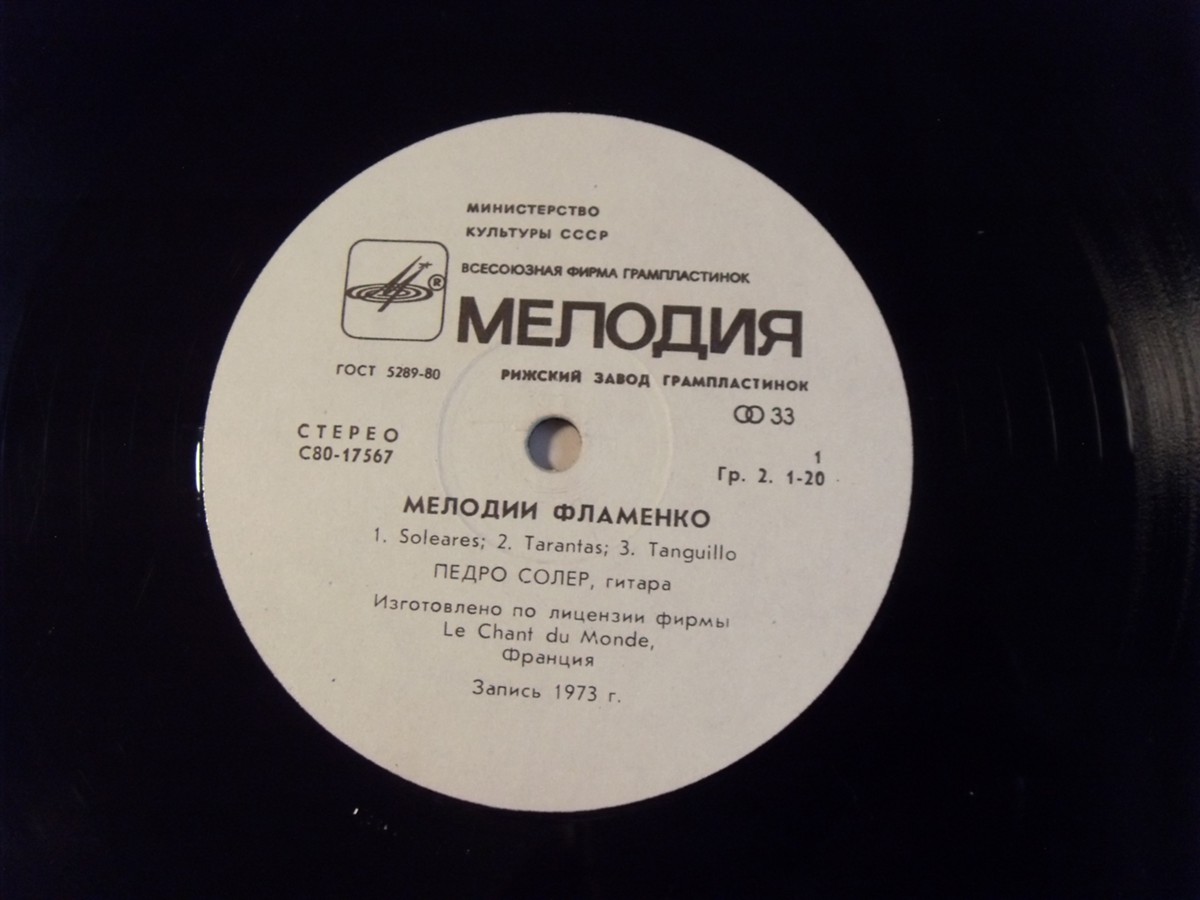 МИНИСТЕРСТВО
КУЛЬТУРЫ СССР
ВСЕСОЮЗНАЯ ФИРМА ГРАМПЛАСТИНОК
®
МЕЛОДИЯ
ГОСТ 5289-80
РИЖСКИЙ ЗАВОД ГРАМПЛАСТИНОК
33
СТЕРЕО
С80-17567
1
Гр. 2. 1-20
МЕЛОДИИ ФЛАМЕНКО
1. Soleares; 2. Tarantas; 3. Tanguillo
ПЕДРО СОЛЕР, гитара
Изготовлено по лицензии фирмы
Le Chant du Monde,
Франция
Запись 1973 г.